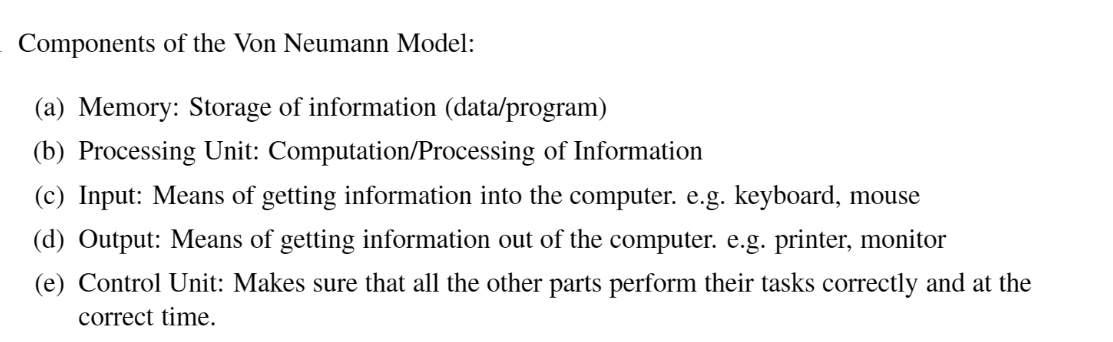 Components of the Von Neumann Model:
(a) Memory: Storage of information (data/program)
(b) Processing Unit: Computation/Processing of Information
(c) Input: Means of getting information into the computer. e.g. keyboard, mouse
(d) Output: Means of getting information out of the computer. e.g. printer, monitor
(e) Control Unit: Makes sure that all the other parts perform their tasks correctly and at the
correct time.